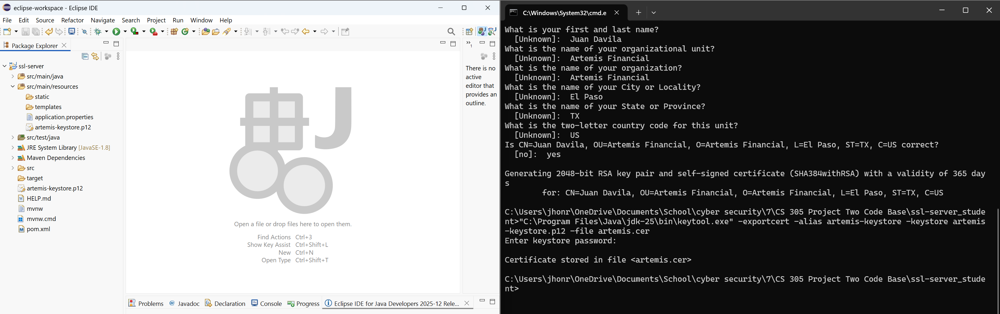 eclipse-workspace - Eclipse IDE
File Edit Source Refactor Navigate Search Project Run Window Help
Package Explorer
ssl-server
src/main/java
src/main/resources
static
templates
application.properties
artemis-keystore.p12
src/test/java
JRE System Library [JavaSE-1.8]
Maven Dependencies
src
target
artemis-keystore.p12
HELP.md
mvnw
mvnw.cmd
pom.xml
Open a file or drop files here to open them.
Find Actions Ctrl+3
Show Key Assist Ctrl+Shift+L
New Ctrl+N
Open Type Ctrl+Shift+T
1
There is no
active
editor that
provides an
outline.
Problems @ Javadoc Declaration Console Progress Eclipse IDE for Java Developers 2025-12 Rele...
C:\Windows\System32\cmd.e
What is your first and last name?
[Unknown]: Juan Davila
What is the name of your organizational unit?
[Unknown]: Artemis Financial
What is the name of your organization?
[Unknown]: Artemis Financial
What is the name of your City or Locality?
[Unknown]: El Paso
What is the name of your State or Province?
[Unknown]: TX
What is the two-letter country code for this unit?
[Unknown]: US
Is CN=Juan Davila, OU=Artemis Financial, O=Artemis Financial, L=El Paso, ST=TX, C=US correct?
[no]: yes
Generating 2048-bit RSA key pair and self-signed certificate (SHA384withRSA) with a validity of 365 day
s
for: CN=Juan Davila, OU=Artemis Financial, O=Artemis Financial, L=El Paso, ST=TX, C=US
C:\Users\jhonr\OneDrive\Documents\School\cyber security\7\CS 305 Project Two Code Base\ssl-server_stude
nt>"C:\Program Files\Java\jdk-25\bin\keytool.exe" -exportcert -alias artemis-keystore -keystore artemis
-keystore.p12 -file artemis.cer
Enter keystore password:
Certificate stored in file <artemis.cer>
C:\Users\jhonr\OneDrive\Documents\School\cyber security\7\CS 305 Project Two Code Base\ssl-server_stude
nt>